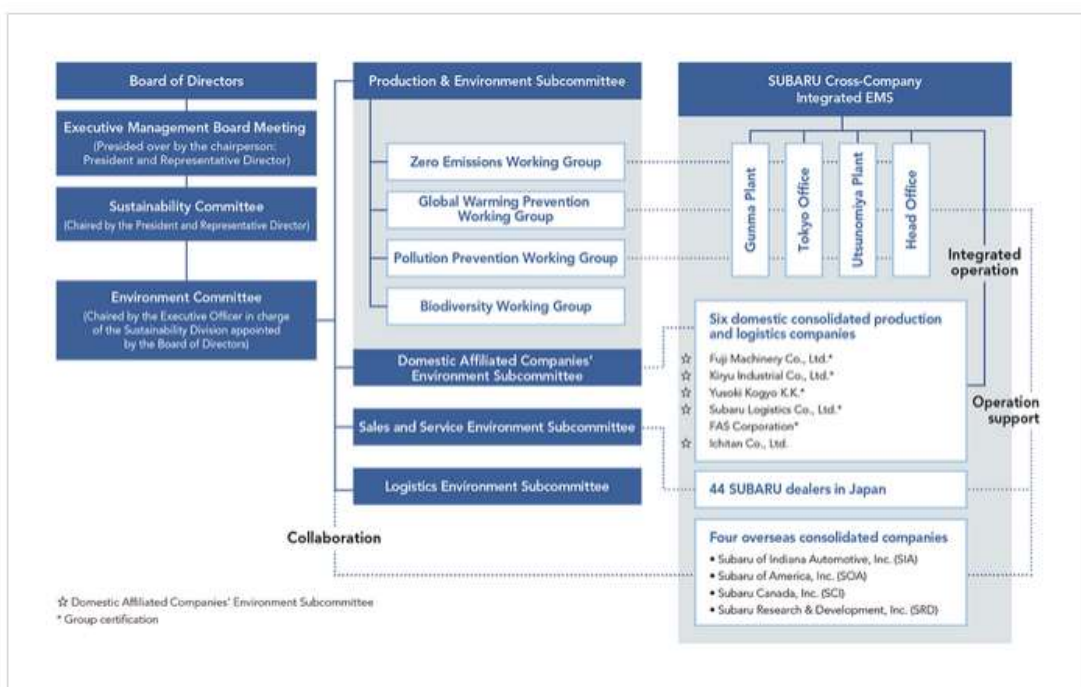 Board of Directors
Executive Management Board Meeting
(Presided over by the chairperson:
President and Representative Director)
Sustainability Committee
(Chaired by the President and Representative Director)
Environment Committee
(Chaired by the Executive Officer in charge
of the Sustainability Division appointed
by the Board of Directors)
Production & Environment Subcommittee
Zero Emissions Working Group
Global Warming Prevention
Working Group
Pollution Prevention Working Group
Biodiversity Working Group
Domestic Affiliated Companies'
Environment Subcommittee
Sales and Service Environment Subcommittee
Logistics Environment Subcommittee
Collaboration
SUBARU Cross-Company
Integrated EMS
Gunma Plant
Tokyo Office
Utsunomiya Plant
Head Office
Integrated
operation
Six domestic consolidated production
and logistics companies
☆ Fuji Machinery Co., Ltd.*
☆ Kiryu Industrial Co., Ltd.*
☆ Yusoki Kogyo K.K.*
☆ Subaru Logistics Co., Ltd.*
FAS Corporation*
☆ Ichitan Co., Ltd.
Operation
support
44 SUBARU dealers in Japan
Four overseas consolidated companies
• Subaru of Indiana Automotive, Inc. (SIA)
• Subaru of America, Inc. (SOA)
• Subaru Canada, Inc. (SCI)
• Subaru Research & Development, Inc. (SRD)
☆ Domestic Affiliated Companies' Environment Subcommittee
* Group certification